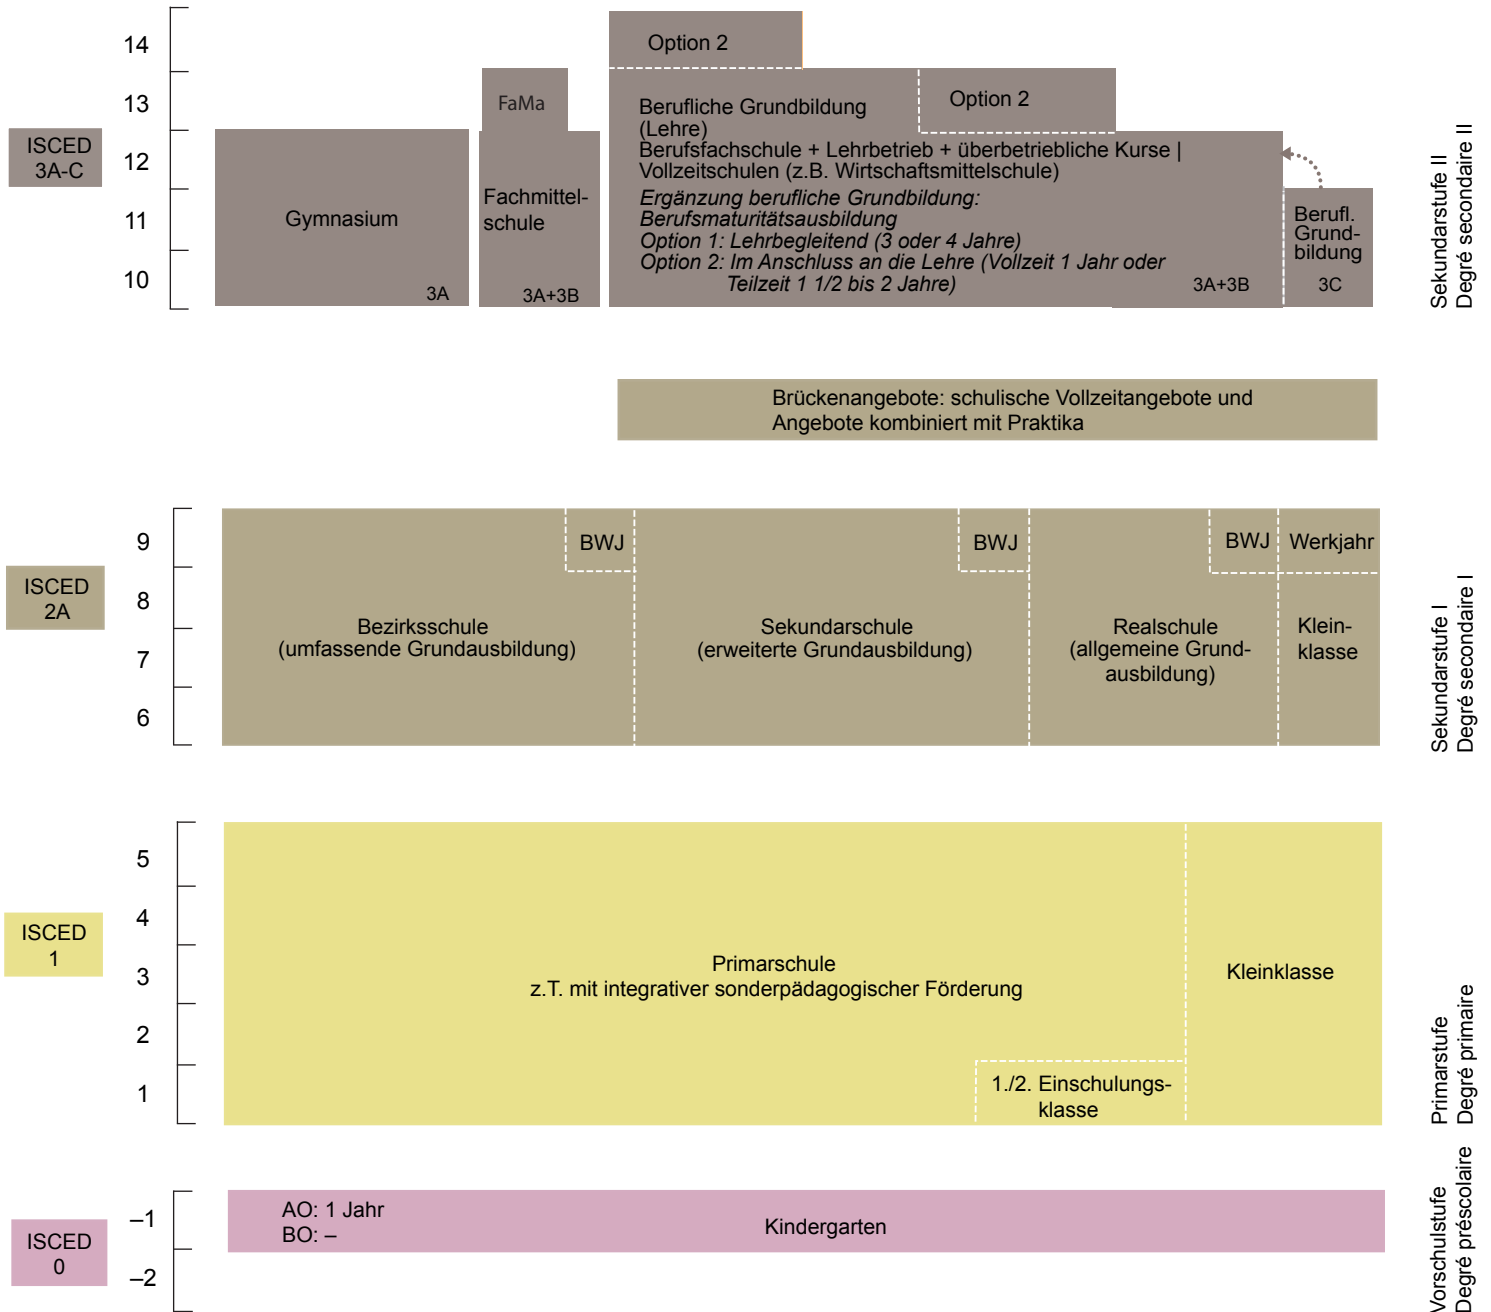 14
Option 2
13
FaMa
Berufliche Grundbildung
(Lehre)
Option 2
ISCED
3A-C
12
Berufsfachschule + Lehrbetrieb + überbetriebliche Kurse |
Vollzeitschulen (z.B. Wirtschaftsmittelschule)
11
Gymnasium
Fachmittel-
schule
Ergänzung berufliche Grundbildung:
Berufsmaturitätsausbildung
Option 1: Lehrbegleitend (3 oder 4 Jahre)
Option 2: Im Anschluss an die Lehre (Vollzeit 1 Jahr oder
Teilzeit 1 1/2 bis 2 Jahre)
Berufl.
Grund-
bildung
10
3A
3A+3B
3A+3B
3C
Sekundarstufe II
Degré secondaire II
Brückenangebote: schulische Vollzeitangebote und
Angebote kombiniert mit Praktika
9
BWJ
BWJ
BWJ
Werkjahr
ISCED
2A
8
7
6
Bezirksschule
(umfassende Grundausbildung)
Sekundarschule
(erweiterte Grundausbildung)
Realschule
(allgemeine Grund-
ausbildung)
Klein-
klasse
Sekundarstufe I
Degré secondaire I
5
4
ISCED
1
3
Primarschule
z.T. mit integrativer sonderpädagogischer Förderung
Kleinklasse
2
1
1./2. Einschulungs-
klasse
Primarstufe
Degré primaire
–1
AO: 1 Jahr
BO: –
Kindergarten
ISCED
0
–2
Vorschulstufe
Degré préscolaire